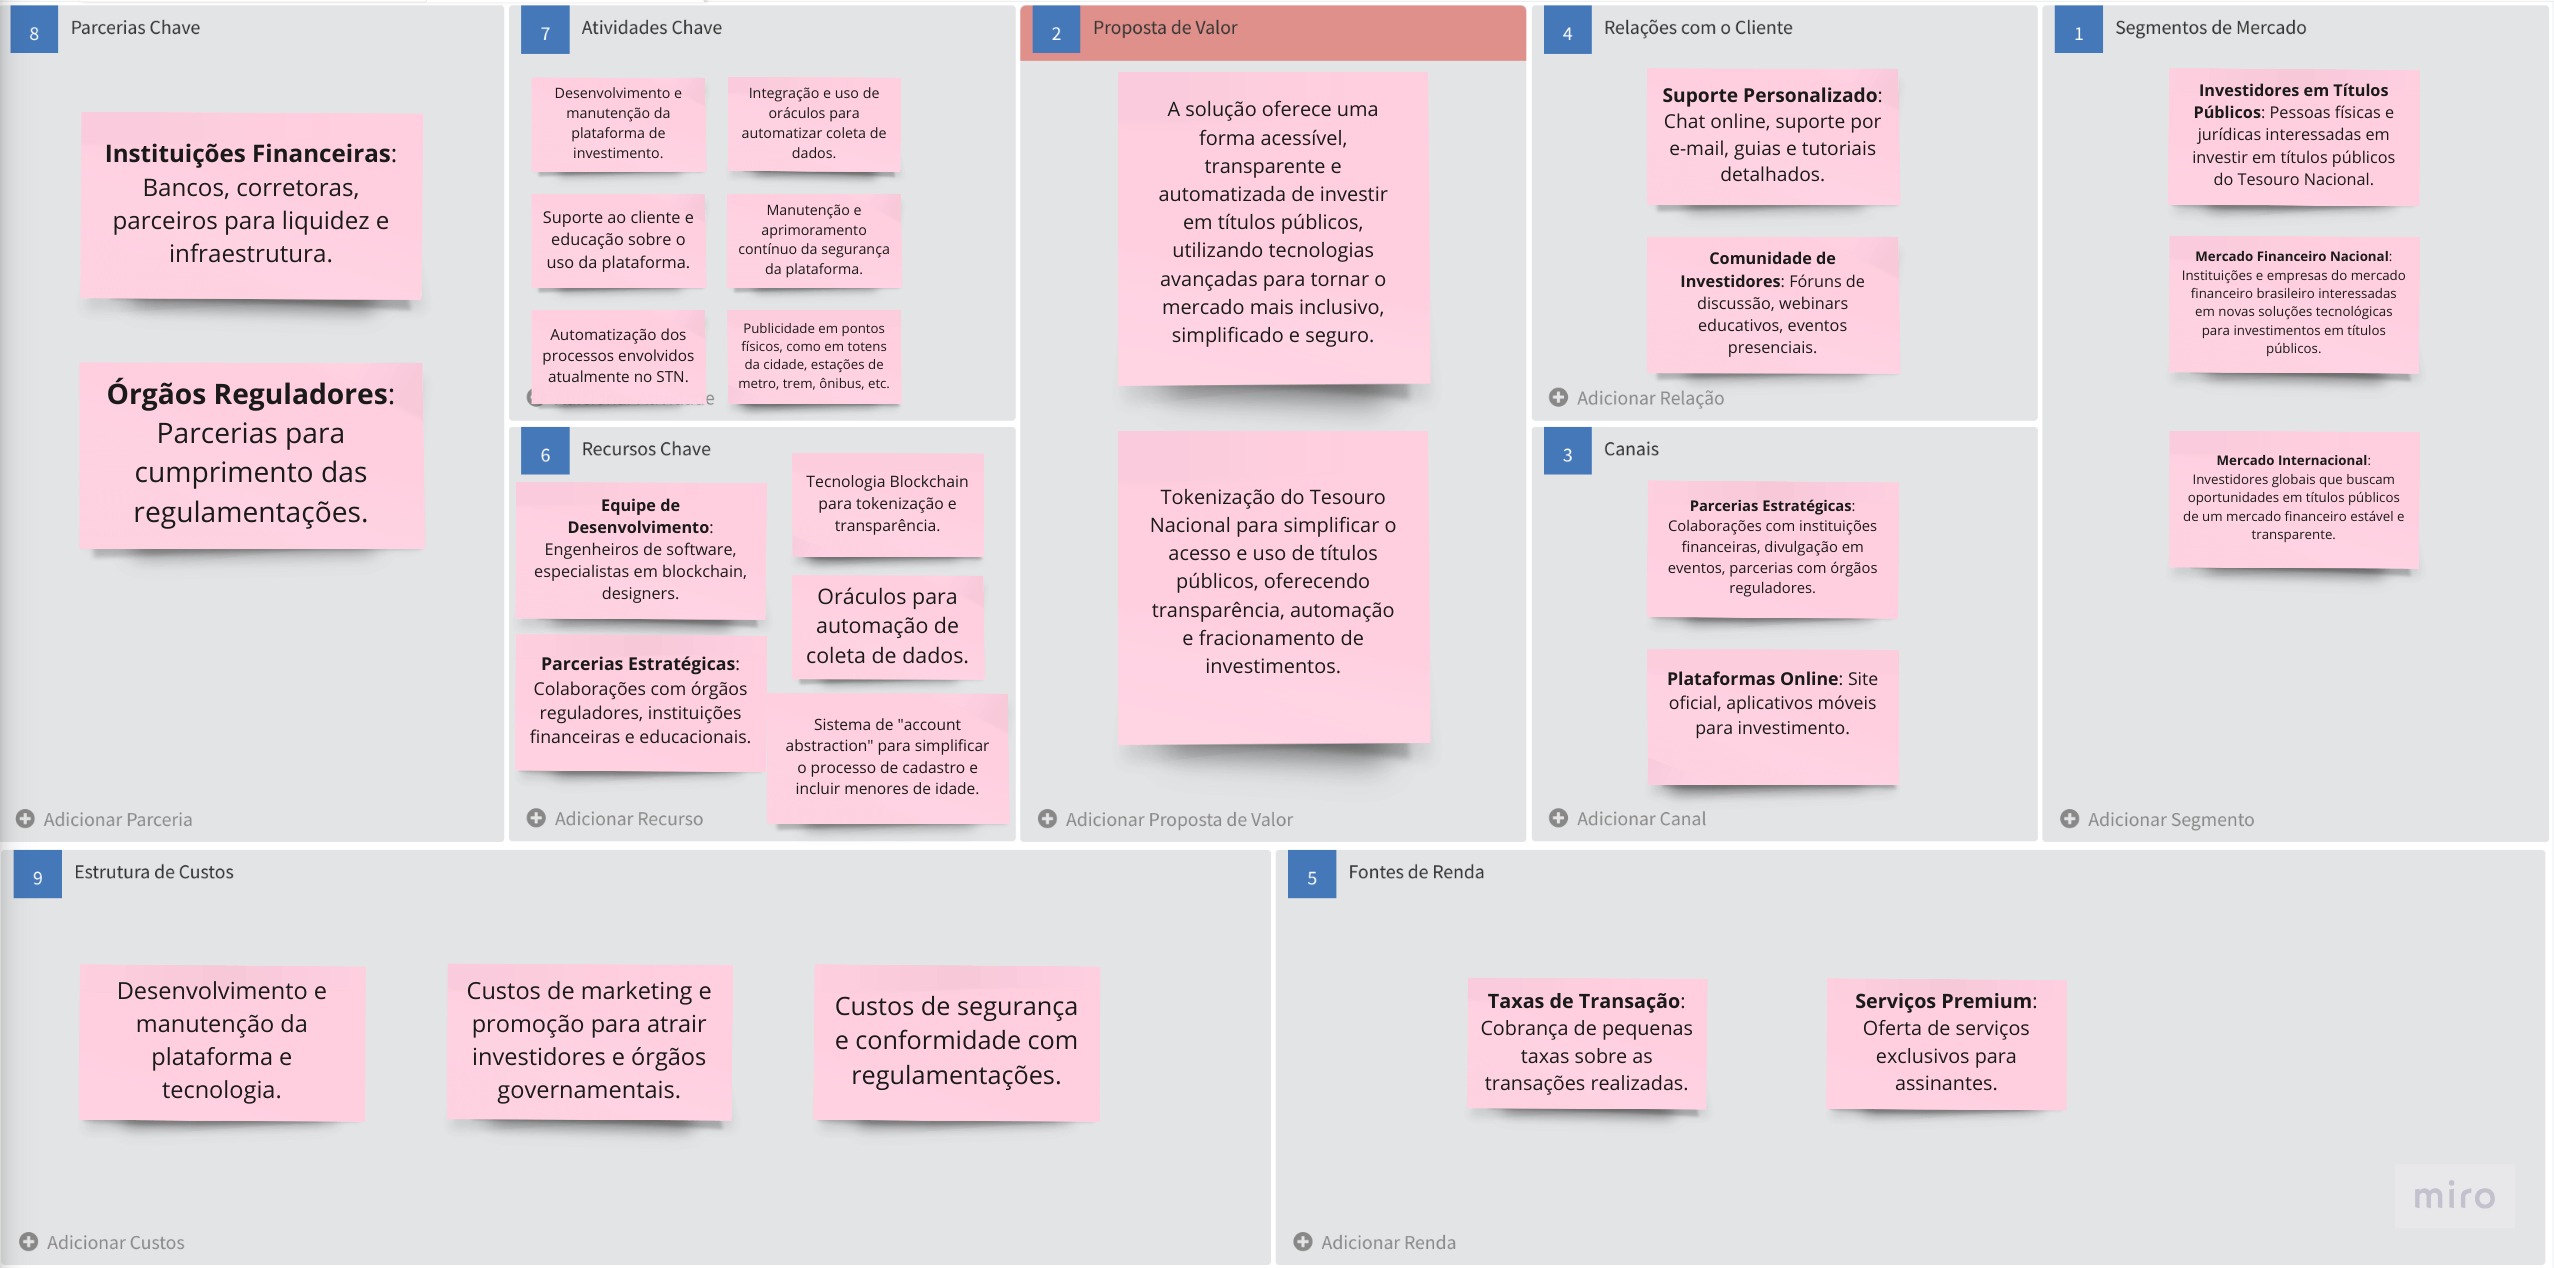 8
Parcerias Chave
Instituições Financeiras:
Bancos, corretoras,
parceiros para liquidez e
infraestrutura.
Órgãos Reguladores:
Parcerias para
cumprimento das
regulamentações.
Adicionar Parceria
7
Atividades Chave
Desenvolvimento e
manutenção da
plataforma de
investimento.
Integração e uso de
oráculos para
automatizar coleta de
dados.
Suporte ao cliente e
educação sobre o
uso da plataforma.
Manutenção e
aprimoramento
contínuo da segurança
da plataforma.
Automatização dos
processos envolvidos
atualmente no STN.
Publicidade em pontos
físicos, como em totens
da cidade, estações de
metro, trem, ônibus, etc.
6
Recursos Chave
Equipe de
Desenvolvimento:
Engenheiros de software,
especialistas em blockchain,
designers.
Parcerias Estratégicas:
Colaborações com órgãos
reguladores, instituições
financeiras e educacionais.
Tecnologia Blockchain
para tokenização e
transparência.
Oráculos para
automação de
coleta de dados.
Sistema de "account
abstraction" para simplificar
o processo de cadastro e
incluir menores de idade.
Adicionar Recurso
2
Proposta de Valor
A solução oferece uma
forma acessível,
transparente e
automatizada de investir
em títulos públicos,
utilizando tecnologias
avançadas para tornar o
mercado mais inclusivo,
simplificado e seguro.
Tokenização do Tesouro
Nacional para simplificar o
acesso e uso de títulos
públicos, oferecendo
transparência, automação
e fracionamento de
investimentos.
Adicionar Proposta de Valor
4
Relações com o Cliente
Suporte Personalizado:
Chat online, suporte por
e-mail, guias e tutoriais
detalhados.
Comunidade de
Investidores: Fóruns de
discussão, webinars
educativos, eventos
presenciais.
Adicionar Relação
3
Canais
Parcerias Estratégicas:
Colaborações com instituições
financeiras, divulgação em
eventos, parcerias com órgãos
reguladores.
Plataformas Online: Site
oficial, aplicativos móveis
para investimento.
Adicionar Canal
1
Segmentos de Mercado
Investidores em Títulos
Públicos: Pessoas físicas e
jurídicas interessadas em
investir em títulos públicos
do Tesouro Nacional.
Mercado Financeiro Nacional:
Instituições e empresas do mercado
financeiro brasileiro interessadas
em novas soluções tecnológicas
para investimentos em títulos
públicos.
Mercado Internacional:
Investidores globais que buscam
oportunidades em títulos públicos
de um mercado financeiro estável e
transparente.
Adicionar Segmento
9
Estrutura de Custos
Desenvolvimento e
manutenção da
plataforma e
tecnologia.
Custos de marketing e
promoção para atrair
investidores e órgãos
governamentais.
Custos de segurança
e conformidade com
regulamentações.
Adicionar Custos
5
Fontes de Renda
Taxas de Transação:
Cobrança de pequenas
taxas sobre as
transações realizadas.
Serviços Premium:
Oferta de serviços
exclusivos para
assinantes.
Adicionar Renda
miro